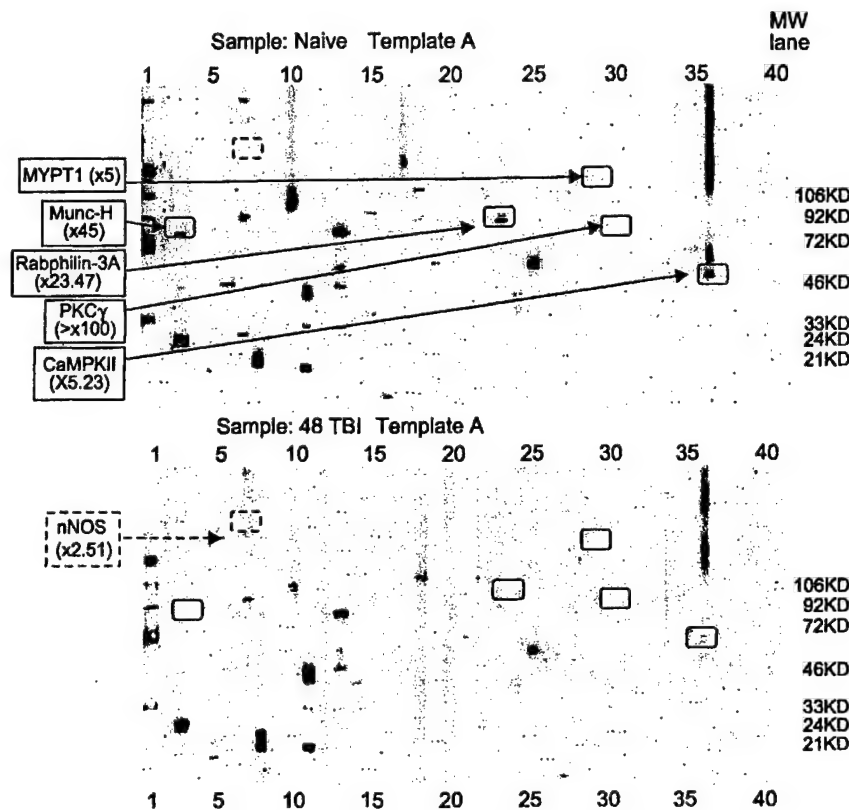 Sample: Naive Template A
MW
lane
1 5 10 15 20 25 30 35 40
MYPT1 (x5)
Munc-H
(x45)
Rabphilin-3A
(x23.47)
PKCγ
(>x100)
CaMPKII
(X5.23)
106KD
92KD
72KD
46KD
33KD
24KD
21KD
Sample: 48 TBI Template A
1 5 10 15 20 25 30 35 40
nNOS
(x2.51)
106KD
92KD
72KD
46KD
33KD
24KD
21KD
1 5 10 15 20 25 30 35 40